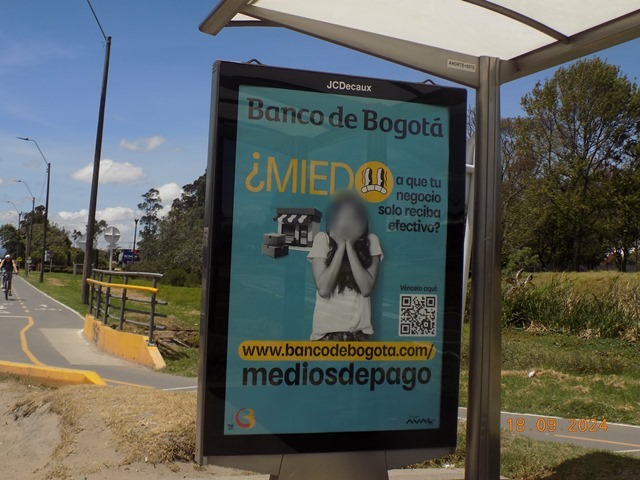 JCDecaux
Banco de Bogotá
¿MIEDO
a que tu
negocio
solo reciba
efectivo?
Véncelo aquí
www.bancodebogota.com/
mediosdepago
AVAL
18.09.2024